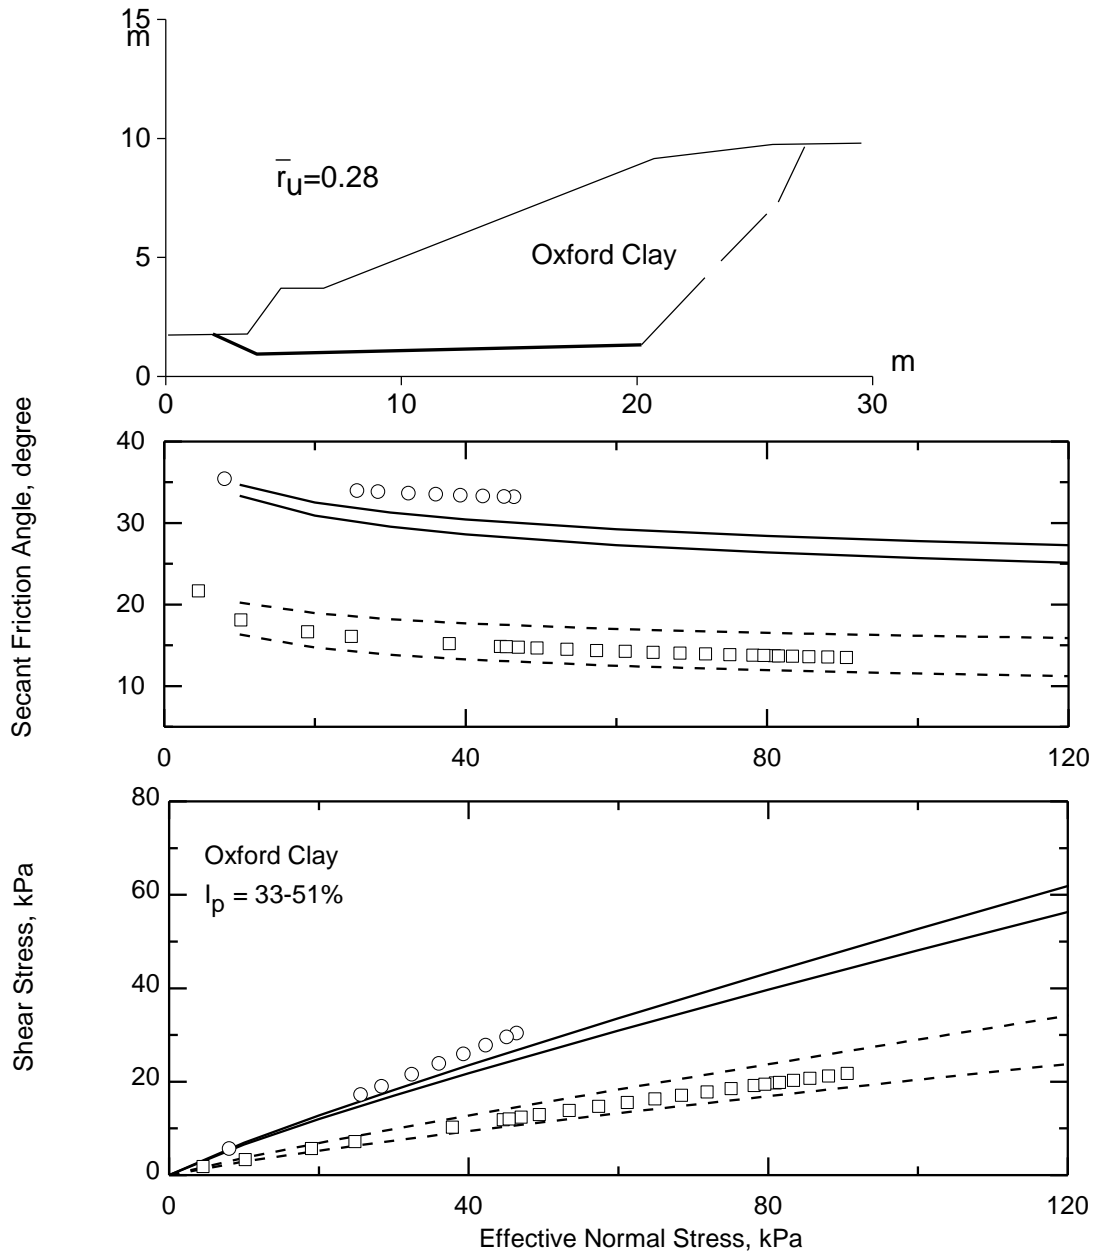 15
m
10
r̅u=0.28
5
Oxford Clay
0
m
0 10 20 30
Secant Friction Angle, degree
40
30
20
10
0 40 80 120
Shear Stress, kPa
80
Oxford Clay
60
Ip = 33-51%
40
20
0
0 40 80 120
Effective Normal Stress, kPa